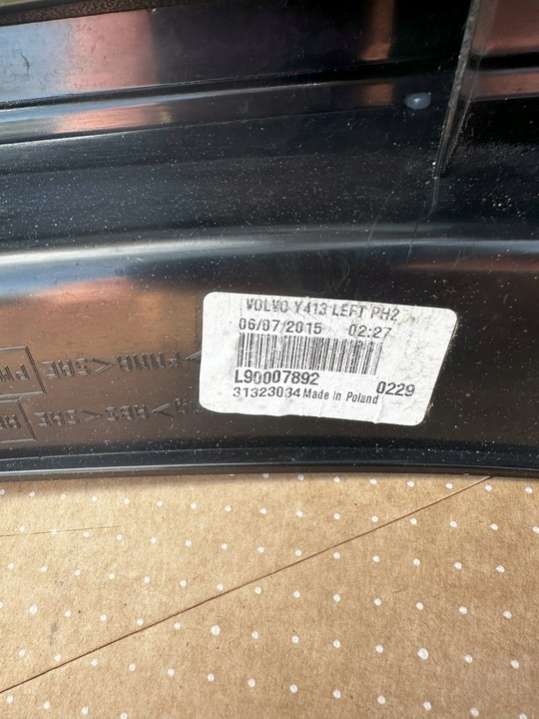 VOLVO Y413 LEFT PH2
06/07/2015 02:27
L90007892 0229
31323034 Made in Poland